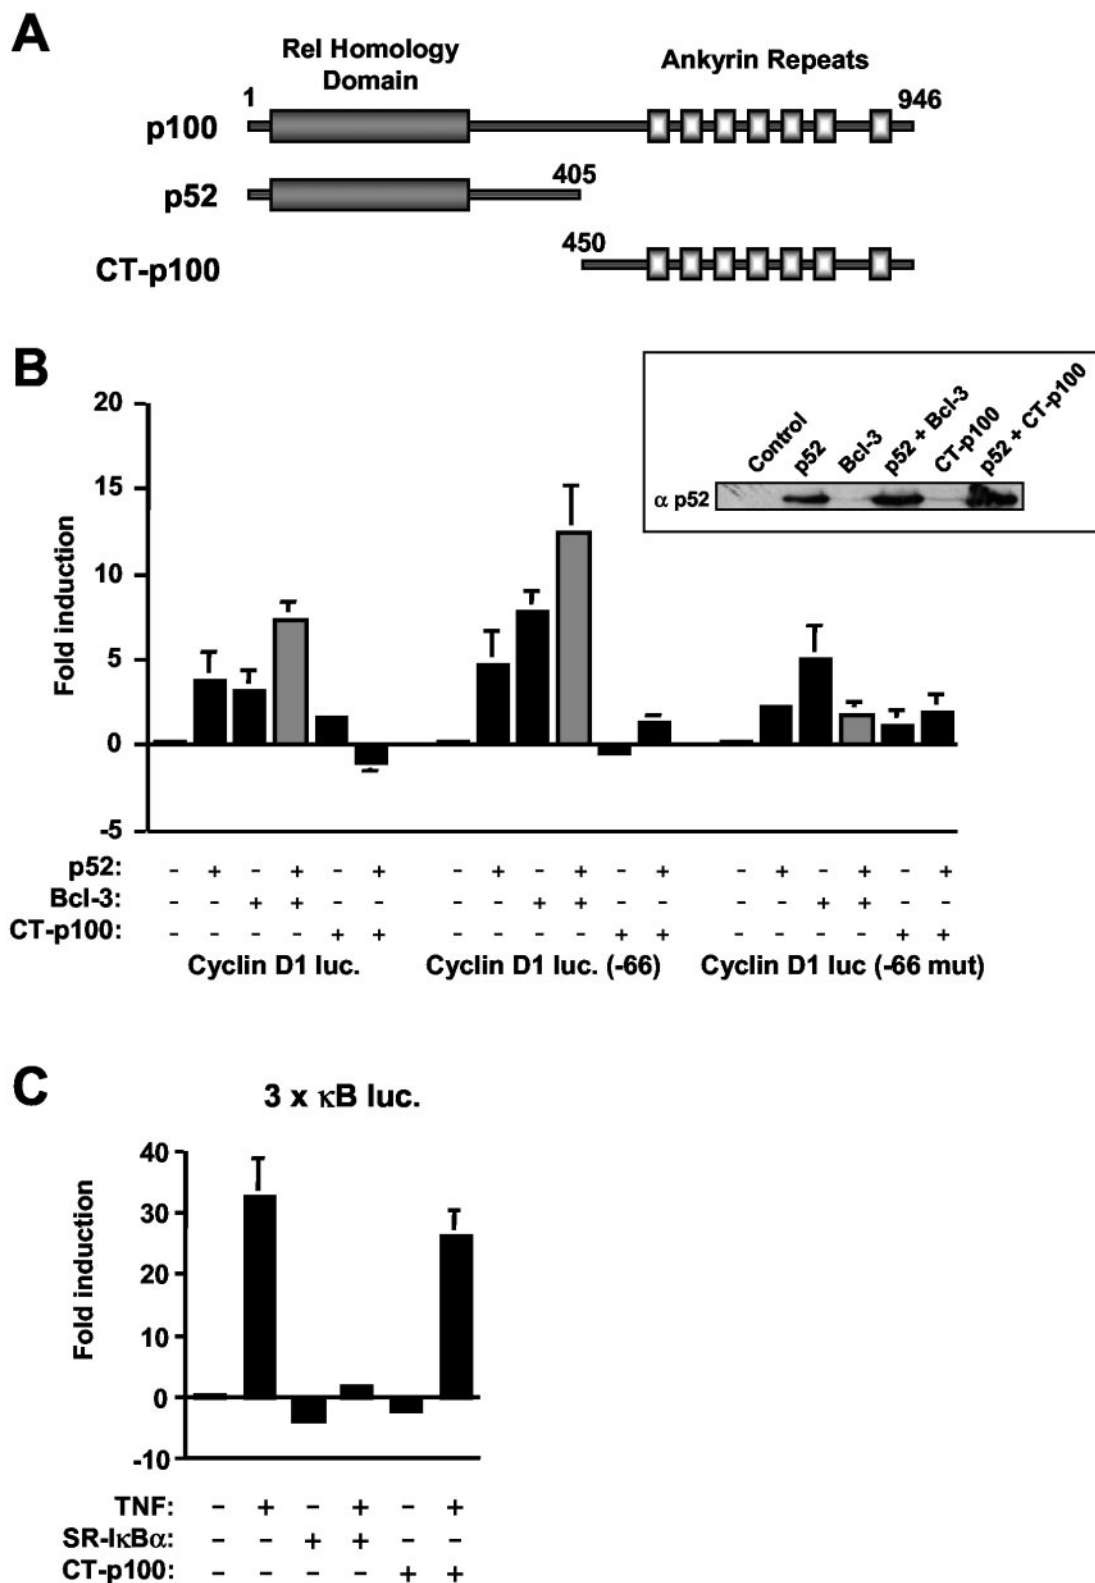 A
Rel Homology
Domain
Ankyrin Repeats
1
946
p100
405
p52
450
CT-p100
B
Control
p52
Bcl-3
p52 + Bcl-3
CT-p100
p52 + CT-p100
α p52
20
15
10
5
0
-5
Fold induction
p52: - + - + - + - + - + - + - + - + - +
Bcl-3: - - + + - - - - + + - - - - + + - -
CT-p100: - - - - + + - - - - + + - - - - + +
Cyclin D1 luc. Cyclin D1 luc. (-66) Cyclin D1 luc (-66 mut)
C
3 x κB luc.
40
30
20
10
0
-10
Fold induction
TNF: - + - + - +
SR-IκBα: - - + + - -
CT-p100: - - - - + +